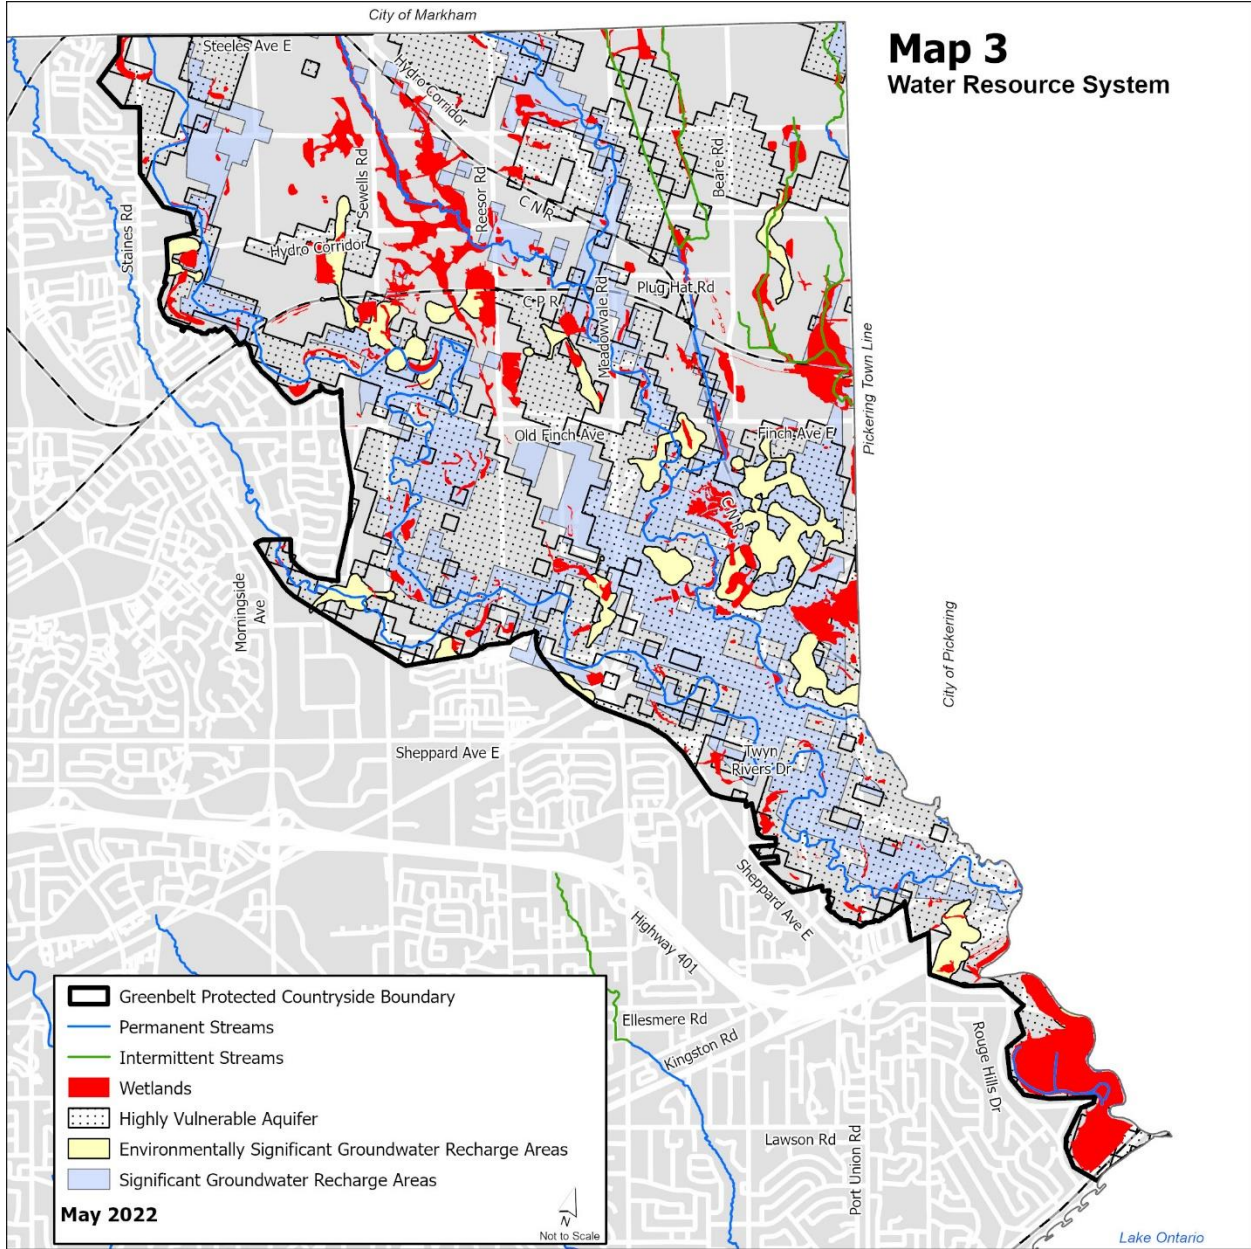 City of Markham
Map 3
Water Resource System
Steeles Ave E
Hydro Corridor
Staines Rd
Sewells Rd
Reesor Rd
Beare Rd
C N R
Hydro Corridor
C P R
Meadowvale Rd
Plug Hat Rd
Pickering Town Line
Old Finch Ave
Finch Ave E
C N R
Morningside
Ave
City of Pickering
Sheppard Ave E
Twyn
Rivers Dr
Sheppard Ave E
Highway 401
Ellesmere Rd
Kingston Rd
Rouge Hills Dr
Lawson Rd
Port Union Rd
Greenbelt Protected Countryside Boundary
Permanent Streams
Intermittent Streams
Wetlands
Highly Vulnerable Aquifer
Environmentally Significant Groundwater Recharge Areas
Significant Groundwater Recharge Areas
May 2022
N
Not to Scale
Lake Ontario